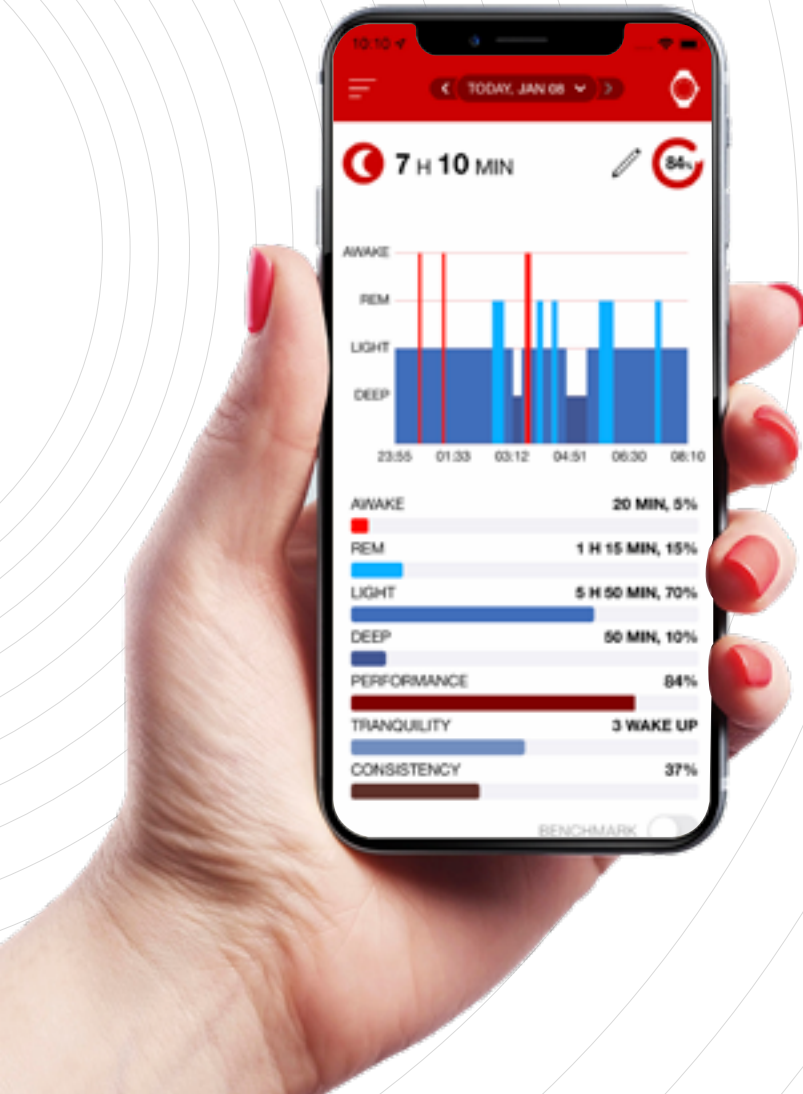 10:10
TODAY, JAN 08
7 H 10 MIN
84%
AWAKE
REM
LIGHT
DEEP
23:55 01:33 03:12 04:51 06:30 08:10
AWAKE 20 MIN, 5%
REM 1 H 15 MIN, 15%
LIGHT 5 H 50 MIN, 70%
DEEP 50 MIN, 10%
PERFORMANCE 84%
TRANQUILITY 3 WAKE UP
CONSISTENCY 37%
BENCHMARK